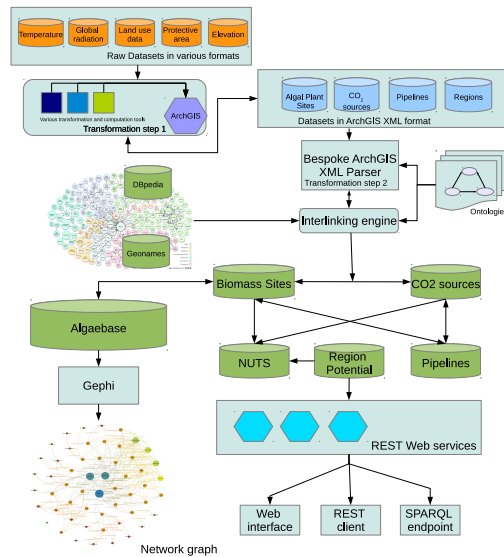 Temperature
Global
radiation
Land use
data
Protective
area
Elevation
Raw Datasets in various formats
Various transformation and computation tools
ArchGIS
Transformation step 1
Algal Plant
Sites
CO2
sources
Pipelines
Regions
Datasets in ArchGIS XML format
Bespoke ArchGIS
XML Parser
Transformation step 2
Ontologie
DBpedia
Geonames
Interlinking engine
Biomass Sites
CO2 sources
Algaebase
NUTS
Region
Potential
Pipelines
Gephi
REST Web services
Web
interface
REST
client
SPARQL
endpoint
Network graph